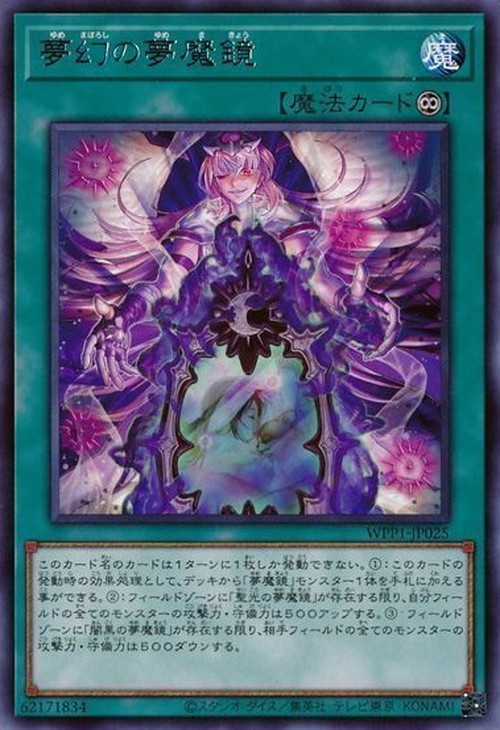 夢幻の夢魔鏡
魔
【魔法カード】
WPP1-JP025
このカード名のカードは1ターンに1枚しか発動できない。①:このカードの
発動時の効果処理として、デッキから「夢魔鏡」モンスター1体を手札に加える
事ができる。②:フィールドゾーンに「聖光の夢魔鏡」が存在する限り、自分フィー
ルドの全てのモンスターの攻撃力・守備力は500アップする。③:フィールド
ゾーンに「闇黒の夢魔鏡」が存在する限り、相手フィールドの全てのモンスターの
攻撃力・守備力は500ダウンする。
62171834
©スタジオ・ダイス/集英社・テレビ東京・KONAMI